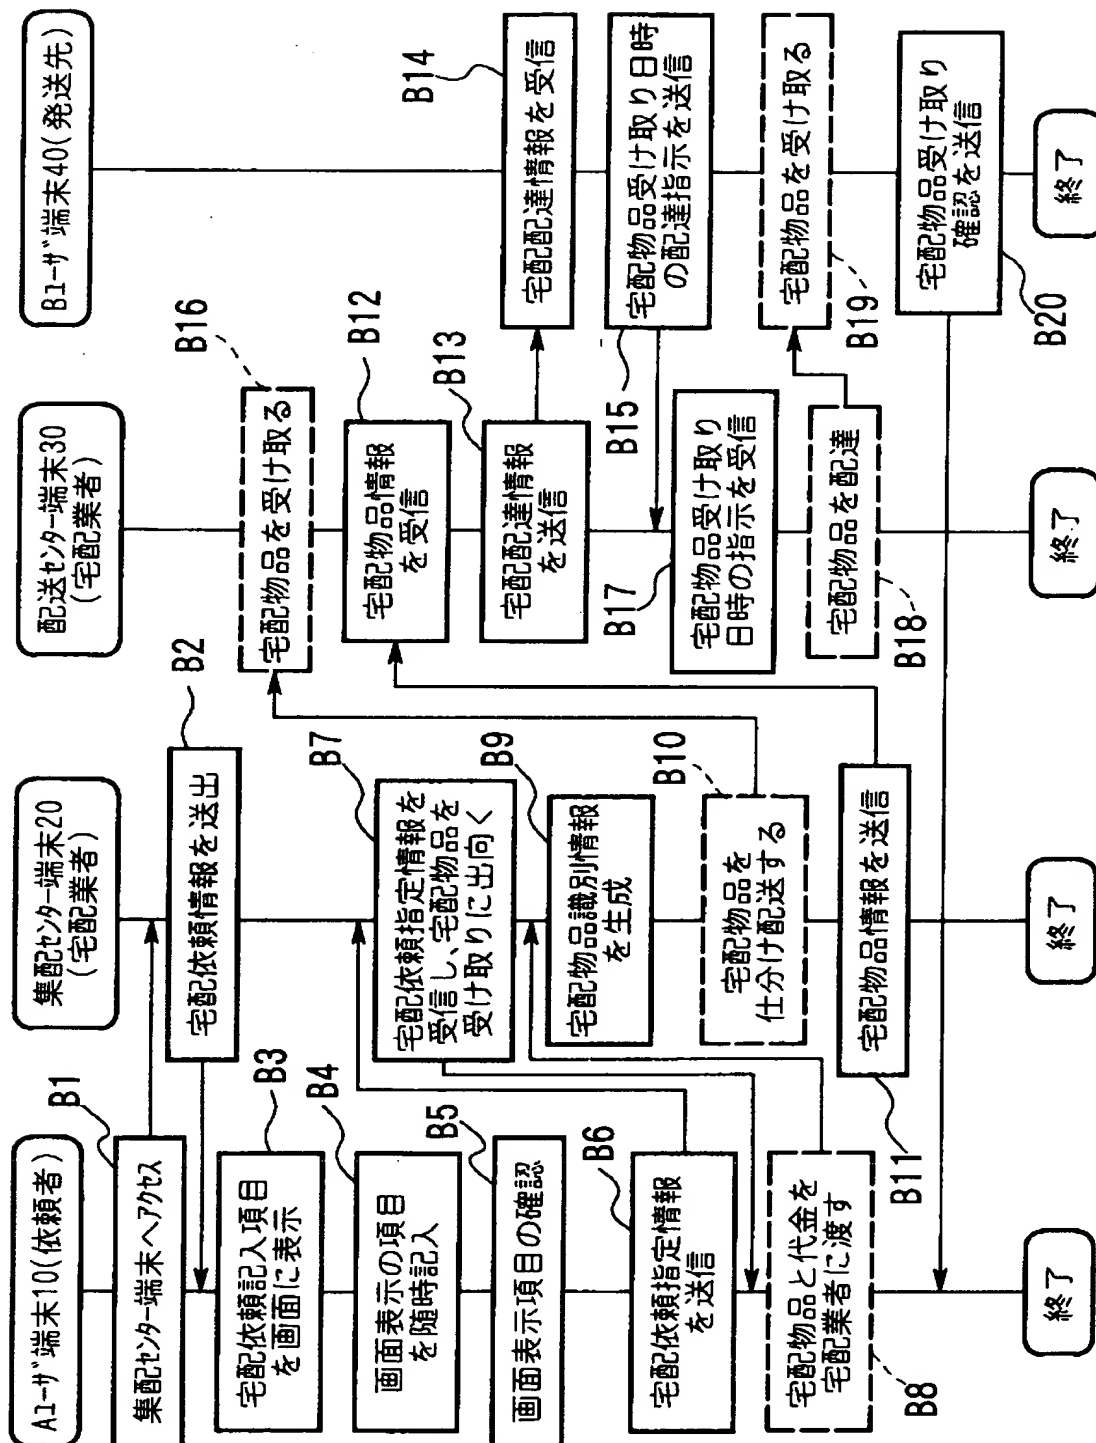 Aユーザ端末10(依頼者)
B1
集配センター端末へアクセス
宅配依頼記入項目
を画面に表示
B3
画面表示の項目
を随時記入
B4
画面表示項目の確認
B5
宅配依頼指定情報
を送信
B6
宅配物品と代金を
宅配業者に渡す
B8
終了
集配センター端末20
(宅配業者)
宅配依頼情報を送出
B2
宅配依頼指定情報を
受信し、宅配物品を
受け取りに出向く
B7
宅配物品識別情報
を生成
B9
宅配物品を
仕分け配送する
B10
宅配物品情報を送信
B11
終了
配送センター端末30
(宅配業者)
宅配物品を受け取る
B16
宅配物品情報
を受信
B12
宅配配達情報
を送信
B13
宅配物品受け取り
日時の指示を受信
B17
宅配物品を配達
B18
終了
Bユーザ端末40(発送先)
宅配配達情報を受信
B14
宅配物品受け取り日時
の配達指示を送信
B15
宅配物品を受け取る
B19
宅配物品受け取り
確認を送信
B20
終了